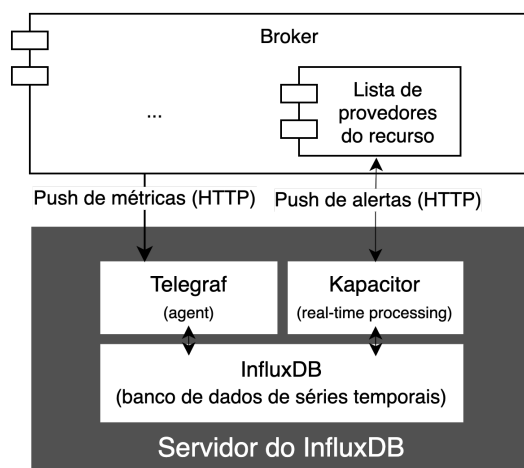 Broker
...
Lista de
provedores
do recurso
Push de métricas (HTTP)
Push de alertas (HTTP)
Telegraf
(agent)
Kapacitor
(real-time processing)
InfluxDB
(banco de dados de séries temporais)
Servidor do InfluxDB